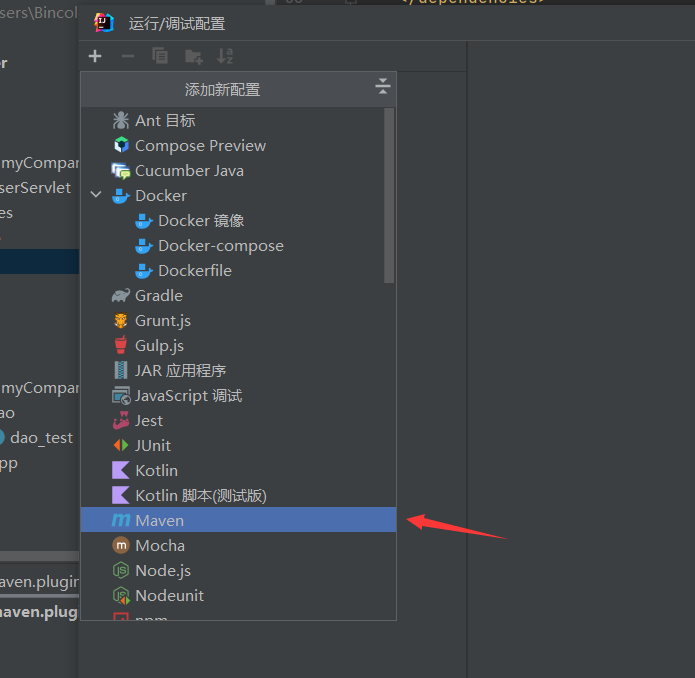 sers\Bincol
</dependencies>
运行/调试配置
r
添加新配置
Ant 目标
Compose Preview
myCompar
Cucumber Java
serServlet
Docker
es
Docker 镜像
Docker-compose
Dockerfile
Gradle
Grunt.js
Gulp.js
JAR 应用程序
myCompar
JavaScript 调试
ao
Jest
dao_test
JUnit
pp
Kotlin
Kotlin 脚本(测试版)
Maven
Mocha
Node.js
aven.plugin
Nodeunit
naven.plug
npm